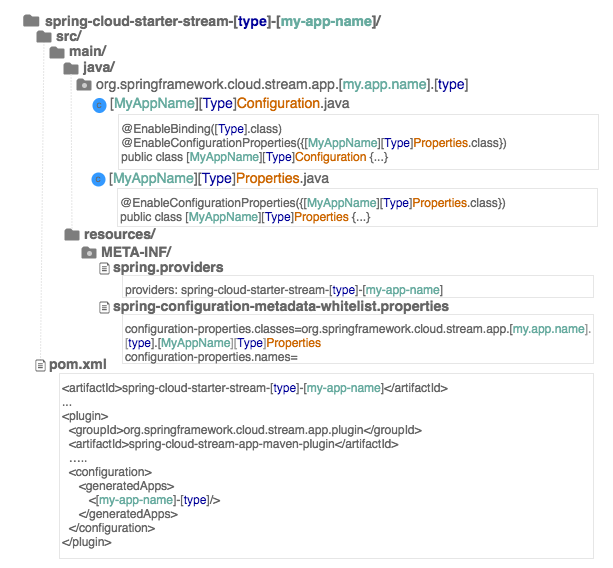 spring-cloud-starter-stream-[type]-[my-app-name]/
src/
main/
java/
org.springframework.cloud.stream.app.[my.app.name].[type]
[MyAppName][Type]Configuration.java
@EnableBinding([Type].class)
@EnableConfigurationProperties({[MyAppName][Type]Properties.class})
public class [MyAppName][Type]Configuration {...}
[MyAppName][Type]Properties.java
@EnableConfigurationProperties({[MyAppName][Type]Properties.class})
public class [MyAppName][Type]Properties {...}
resources/
META-INF/
spring.providers
providers: spring-cloud-starter-stream-[type]-[my-app-name]
spring-configuration-metadata-whitelist.properties
configuration-properties.classes=org.springframework.cloud.stream.app.[my.app.name].
[type].[MyAppName][Type]Properties
configuration-properties.names=
pom.xml
<artifactId>spring-cloud-starter-stream-[type]-[my-app-name]</artifactId>
...
<plugin>
<groupId>org.springframework.cloud.stream.app.plugin</groupId>
<artifactId>spring-cloud-stream-app-maven-plugin</artifactId>
.....
<configuration>
<generatedApps>
<[my-app-name]-[type]/>
</generatedApps>
</configuration>
</plugin>